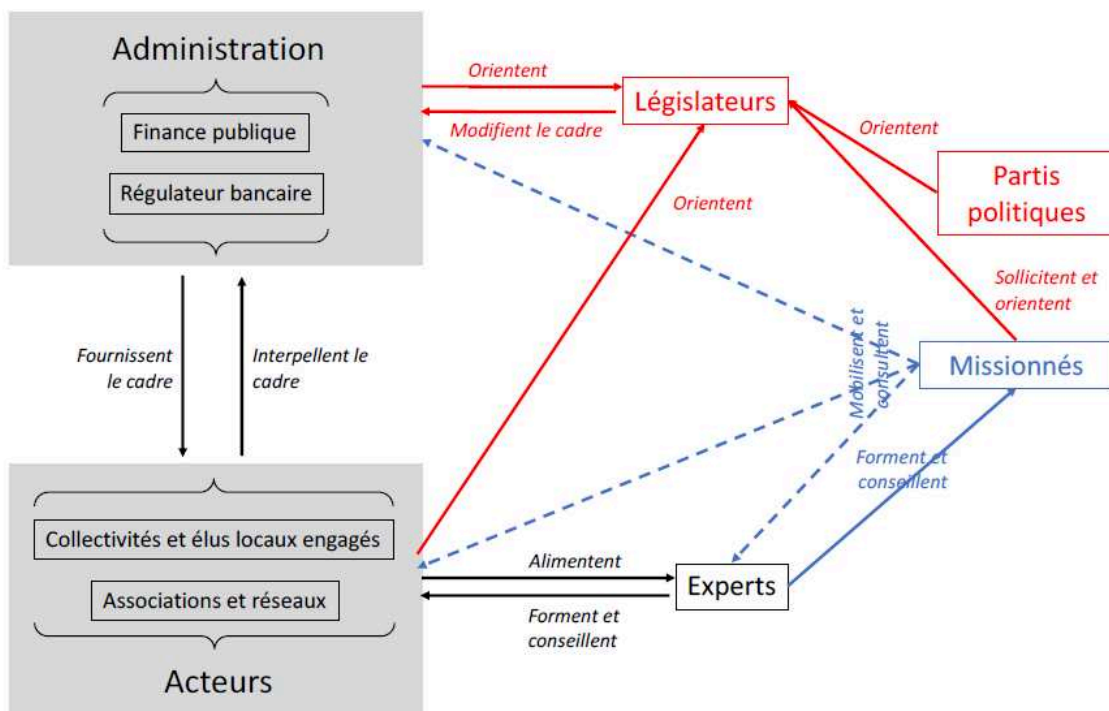 Administration
Finance publique
Régulateur bancaire
Orientent
Législateurs
Modifient le cadre
Orientent
Partis
politiques
Orientent
Sollicitent et
orientent
Fournissent
le cadre
Interpellent le
cadre
Mobilisent et
consultent
Missionnés
Forment et
conseillent
Collectivités et élus locaux engagés
Associations et réseaux
Acteurs
Alimentent
Experts
Forment et
conseillent